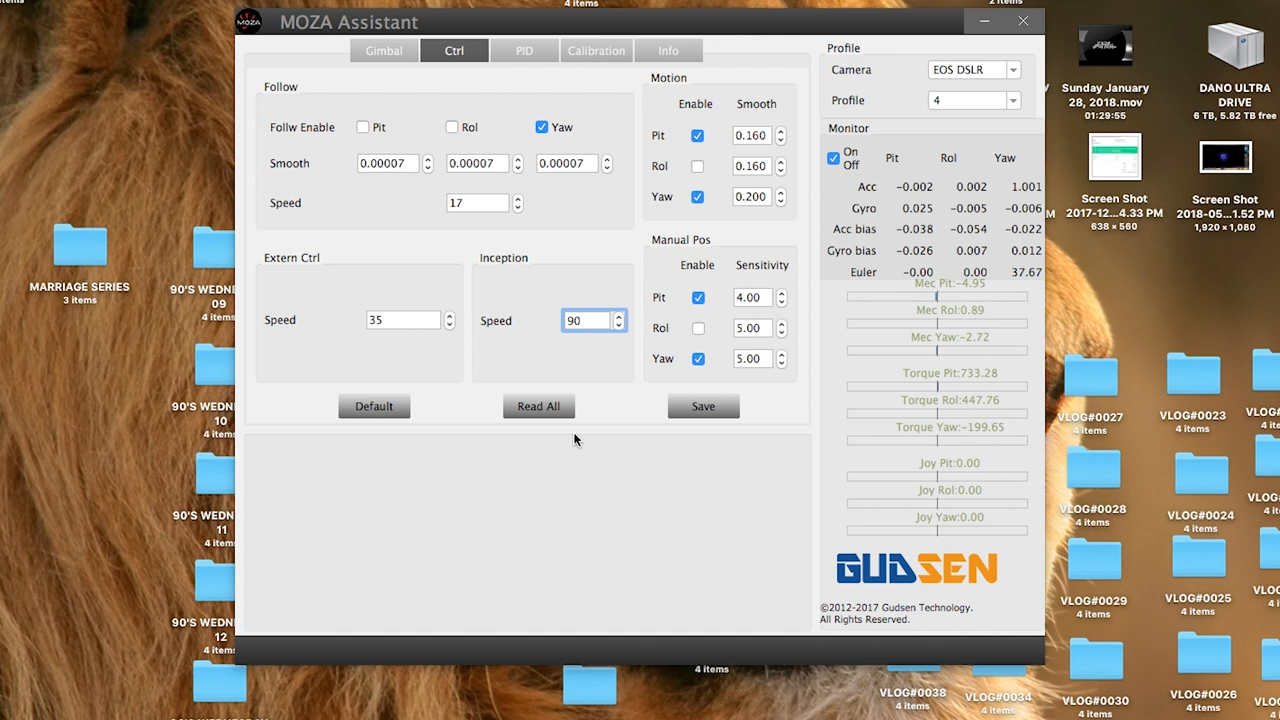 4 items
MOZA
MOZA Assistant
Gimbal
Ctrl
PID
Calibration
Info
Follow
Follw Enable
Pit
Rol
Yaw
Smooth
0.00007
0.00007
0.00007
Speed
17
Extern Ctrl
Speed
35
Inception
Speed
90
Motion
Enable
Smooth
Pit
0.160
Rol
0.160
Yaw
0.200
Manual Pos
Enable
Sensitivity
Pit
4.00
Rol
5.00
Yaw
5.00
Default
Read All
Save
Profile
Camera
EOS DSLR
Profile
4
Monitor
On
Off
Pit
Rol
Yaw
Acc
-0.002
0.002
1.001
Gyro
0.025
-0.005
-0.006
Acc bias
-0.038
-0.054
-0.022
Gyro bias
-0.026
0.007
0.012
Euler
-0.00
0.00
37.67
Mec Pit:-4.95
Mec Rol:0.89
Mec Yaw:-2.72
Torque Pit:733.28
Torque Rol:447.76
Torque Yaw:-199.65
Joy Pit:0.00
Joy Rol:0.00
Joy Yaw:0.00
GUDSEN
©2012-2017 Gudsen Technology.
All Rights Reserved.
MARRIAGE SERIES
3 items
90'S WEDN
09
4 items
90'S WEDN
10
4 items
90'S WEDN
11
4 items
90'S WEDN
12
4 items
4 items
Sunday January
28, 2018.mov
01:29:55
DANO ULTRA
DRIVE
6 TB, 5.82 TB free
Screen Shot
2017-12...4.33 PM
638 × 560
Screen Shot
2018-05...1.52 PM
1,920 × 1,080
VLOG#0027
4 items
VLOG#0023
4 items
VLOG#0028
4 items
VLOG#0024
4 items
VLOG#0029
4 items
VLOG#0025
4 items
VLOG#0030
4 items
VLOG#0026
4 items
VLOG#0038
4 items
VLOG#0034
4 items